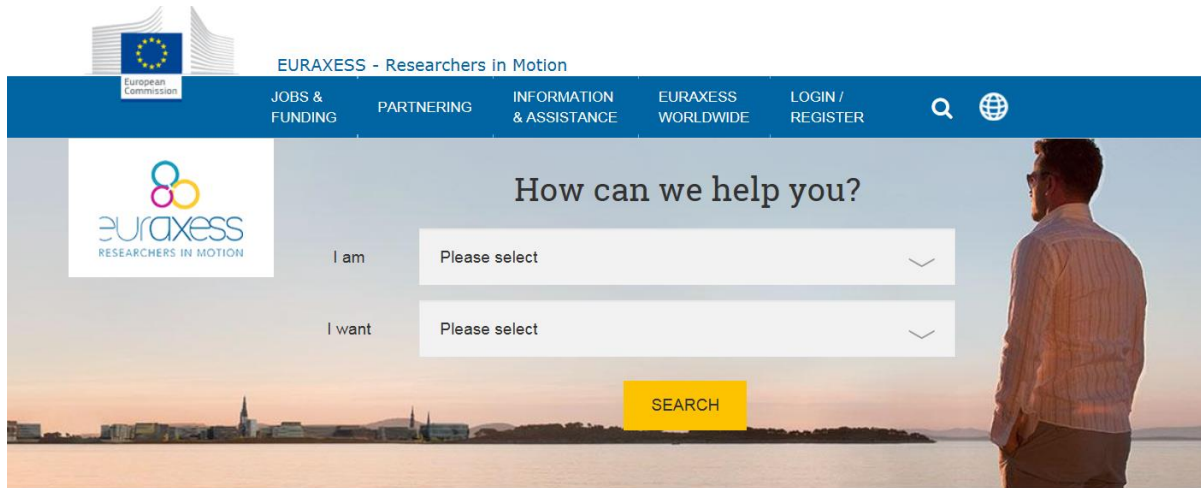 European
Commission
EURAXESS - Researchers in Motion
JOBS &
FUNDING
PARTNERING
INFORMATION
& ASSISTANCE
EURAXESS
WORLDWIDE
LOGIN /
REGISTER
euraxess
RESEARCHERS IN MOTION
How can we help you?
I am
Please select
I want
Please select
SEARCH